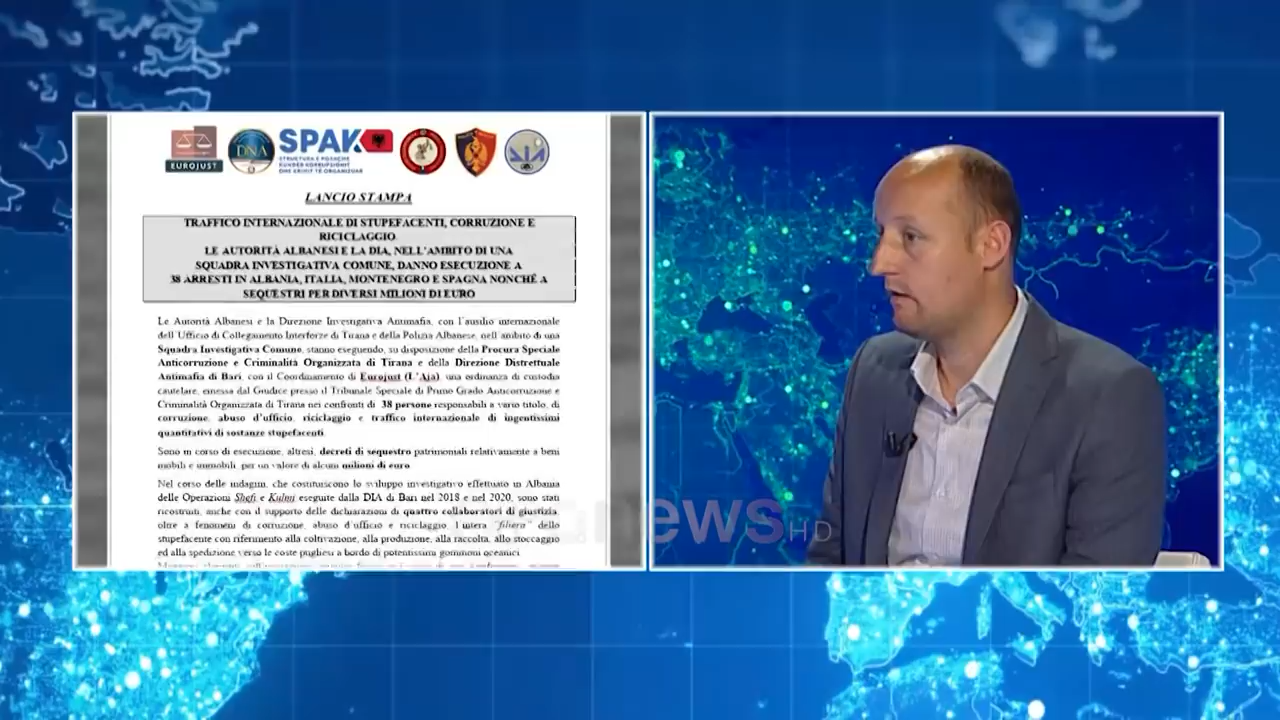 EUROJUST
DNA
SPAK
STRUKTURA E POSAÇME
KUNDËR KORRUPSIONIT
DHE KRIMIT TË ORGANIZUAR
LANCIO STAMPA
TRAFFICO INTERNAZIONALE DI STUPEFACENTI, CORRUZIONE E
RICICLAGGIO.
LE AUTORITÀ ALBANESI E LA DIA, NELL'AMBITO DI UNA
SQUADRA INVESTIGATIVA COMUNE, DANNO ESECUZIONE A
38 ARRESTI IN ALBANIA, ITALIA, MONTENEGRO E SPAGNA NONCHÉ A
SEQUESTRI PER DIVERSI MILIONI DI EURO
Le Autorità Albanesi e la Direzione Investigativa Antimafia, con l'ausilio internazionale
dell'Ufficio di Collegamento Interforze di Tirana e della Polizia Albanese, nell'ambito di una
Squadra Investigativa Comune, stanno eseguendo, su disposizione della Procura Speciale
Anticorruzione e Criminalità Organizzata di Tirana e della Direzione Distrettuale
Antimafia di Bari, con il Coordinamento di Eurojust (L'Aja), una ordinanza di custodia
cautelare, emessa dal Giudice presso il Tribunale Speciale di Primo Grado Anticorruzione e
Criminalità Organizzata di Tirana nei confronti di 38 persone responsabili a vario titolo, di
corruzione, abuso d'ufficio, riciclaggio e traffico internazionale di ingentissimi
quantitativi di sostanze stupefacenti.
Sono in corso di esecuzione, altresì, decreti di sequestro patrimoniali relativamente a beni
mobili e immobili, per un valore di alcuni milioni di euro
Nel corso delle indagini, che costituiscono lo sviluppo investigativo effettuato in Albania
delle Operazioni Shefi e Kulmi eseguite dalla DIA di Bari nel 2018 e nel 2020, sono stati
ricostruiti, anche con il supporto delle dichiarazioni di quattro collaboratori di giustizia,
oltre a fenomeni di corruzione, abuso d'ufficio e riciclaggio, l'intera "filiera" dello
stupefacente con riferimento alla coltivazione, alla produzione, alla raccolta, allo stoccaggio
ed alla spedizione verso le coste pugliesi a bordo di potentissimi gommoni oceanici.
news HD